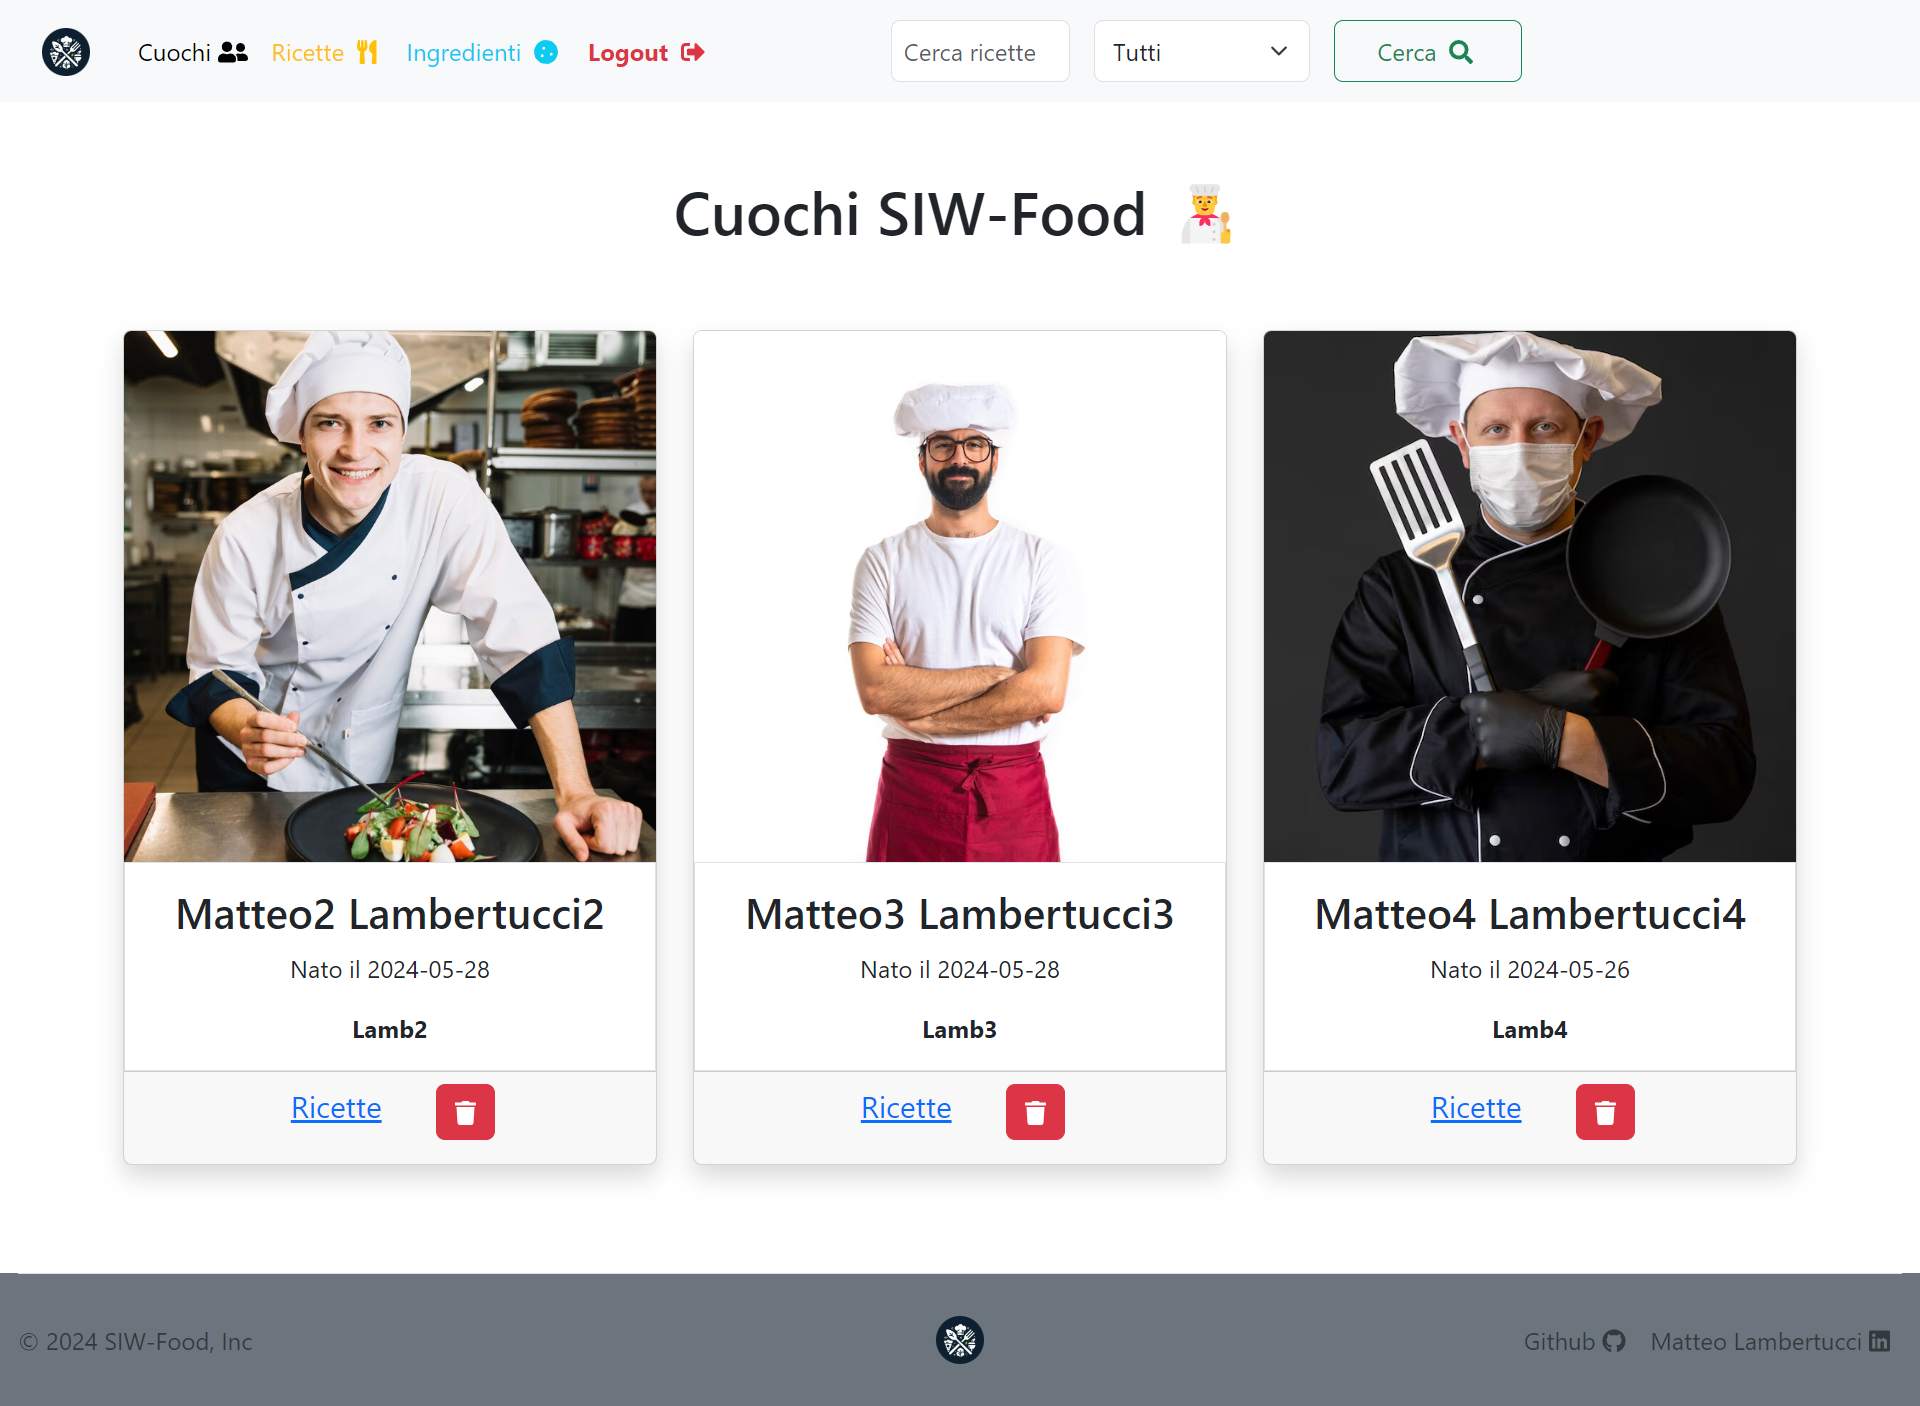 Cuochi Ricette Ingredienti Logout Cerca ricette Tutti Cerca
Cuochi SIW-Food
Matteo2 Lambertucci2
Nato il 2024-05-28
Lamb2
Ricette
Matteo3 Lambertucci3
Nato il 2024-05-28
Lamb3
Ricette
Matteo4 Lambertucci4
Nato il 2024-05-26
Lamb4
Ricette
© 2024 SIW-Food, Inc
Github Matteo Lambertucci